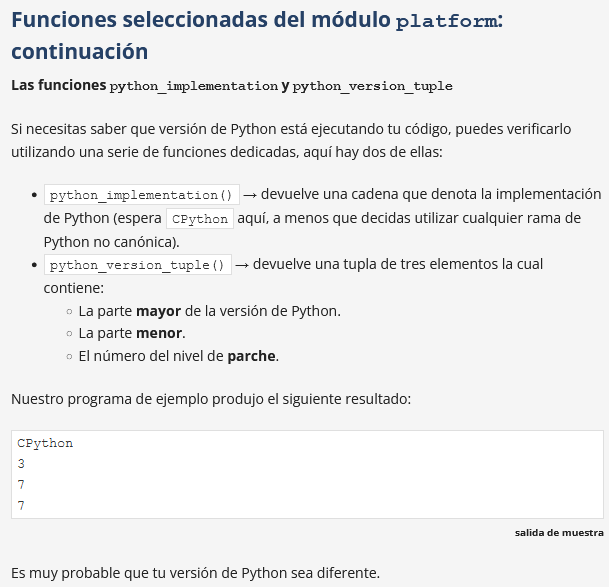 Funciones seleccionadas del módulo platform:
continuación
Las funciones python_implementation y python_version_tuple
Si necesitas saber que versión de Python está ejecutando tu código, puedes verificarlo
utilizando una serie de funciones dedicadas, aquí hay dos de ellas:
• python_implementation() → devuelve una cadena que denota la implementación
de Python (espera CPython aquí, a menos que decidas utilizar cualquier rama de
Python no canónica).
• python_version_tuple() → devuelve una tupla de tres elementos la cual
contiene:
◦ La parte mayor de la versión de Python.
◦ La parte menor.
◦ El número del nivel de parche.
Nuestro programa de ejemplo produjo el siguiente resultado:
CPython
3
7
7
salida de muestra
Es muy probable que tu versión de Python sea diferente.